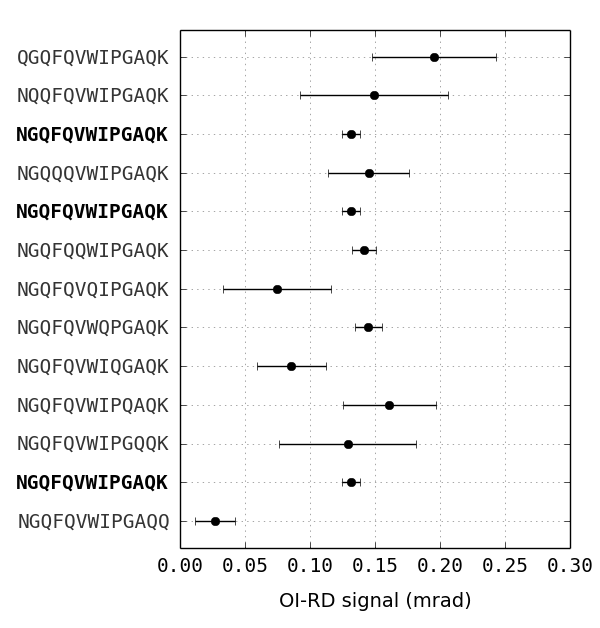 QGQFQVWIPGAQK
NQQFQVWIPGAQK
NGQFQVWIPGAQK
NGQQQVWIPGAQK
NGQFQVWIPGAQK
NGQFQQWIPGAQK
NGQFQVQIPGAQK
NGQFQVWQPGAQK
NGQFQVWIQGAQK
NGQFQVWIPQAQK
NGQFQVWIPGQQK
NGQFQVWIPGAQK
NGQFQVWIPGAQQ
0.00 0.05 0.10 0.15 0.20 0.25 0.30
OI-RD signal (mrad)